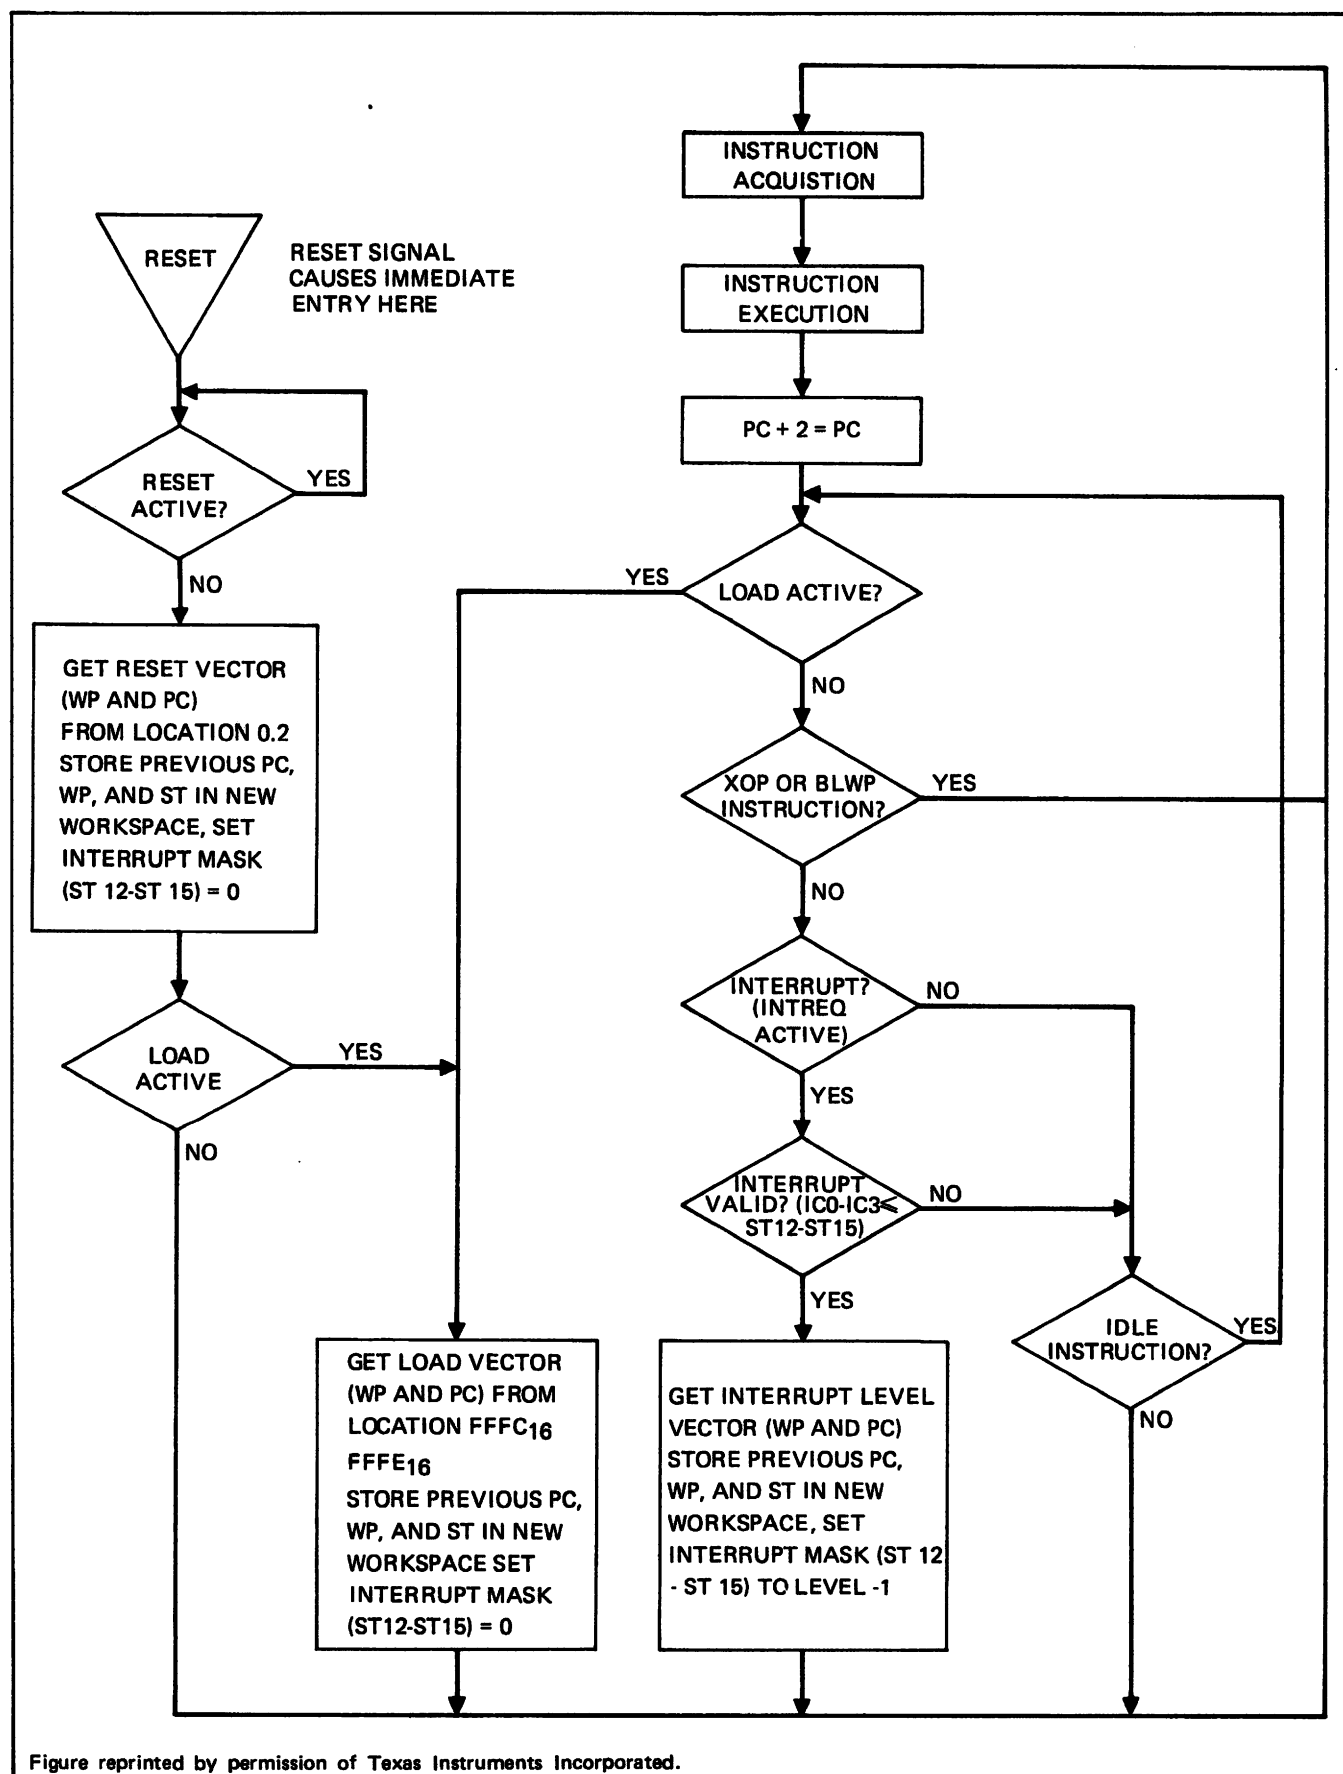 INSTRUCTION
ACQUISTION
RESET
RESET SIGNAL
CAUSES IMMEDIATE
ENTRY HERE
INSTRUCTION
EXECUTION
PC + 2 = PC
RESET
ACTIVE?
YES
NO
LOAD ACTIVE?
YES
NO
GET RESET VECTOR
(WP AND PC)
FROM LOCATION 0.2
STORE PREVIOUS PC,
WP, AND ST IN NEW
WORKSPACE, SET
INTERRUPT MASK
(ST 12-ST 15) = 0
XOP OR BLWP
INSTRUCTION?
YES
NO
INTERRUPT?
(INTREQ
ACTIVE)
NO
YES
LOAD
ACTIVE
YES
NO
INTERRUPT
VALID? (IC0-IC3⩽
ST12-ST15)
NO
YES
IDLE
INSTRUCTION?
YES
NO
GET LOAD VECTOR
(WP AND PC) FROM
LOCATION FFFC16
FFFE16
STORE PREVIOUS PC,
WP, AND ST IN NEW
WORKSPACE SET
INTERRUPT MASK
(ST12-ST15) = 0
GET INTERRUPT LEVEL
VECTOR (WP AND PC)
STORE PREVIOUS PC,
WP, AND ST IN NEW
WORKSPACE, SET
INTERRUPT MASK (ST 12
- ST 15) TO LEVEL -1
Figure reprinted by permission of Texas Instruments Incorporated.